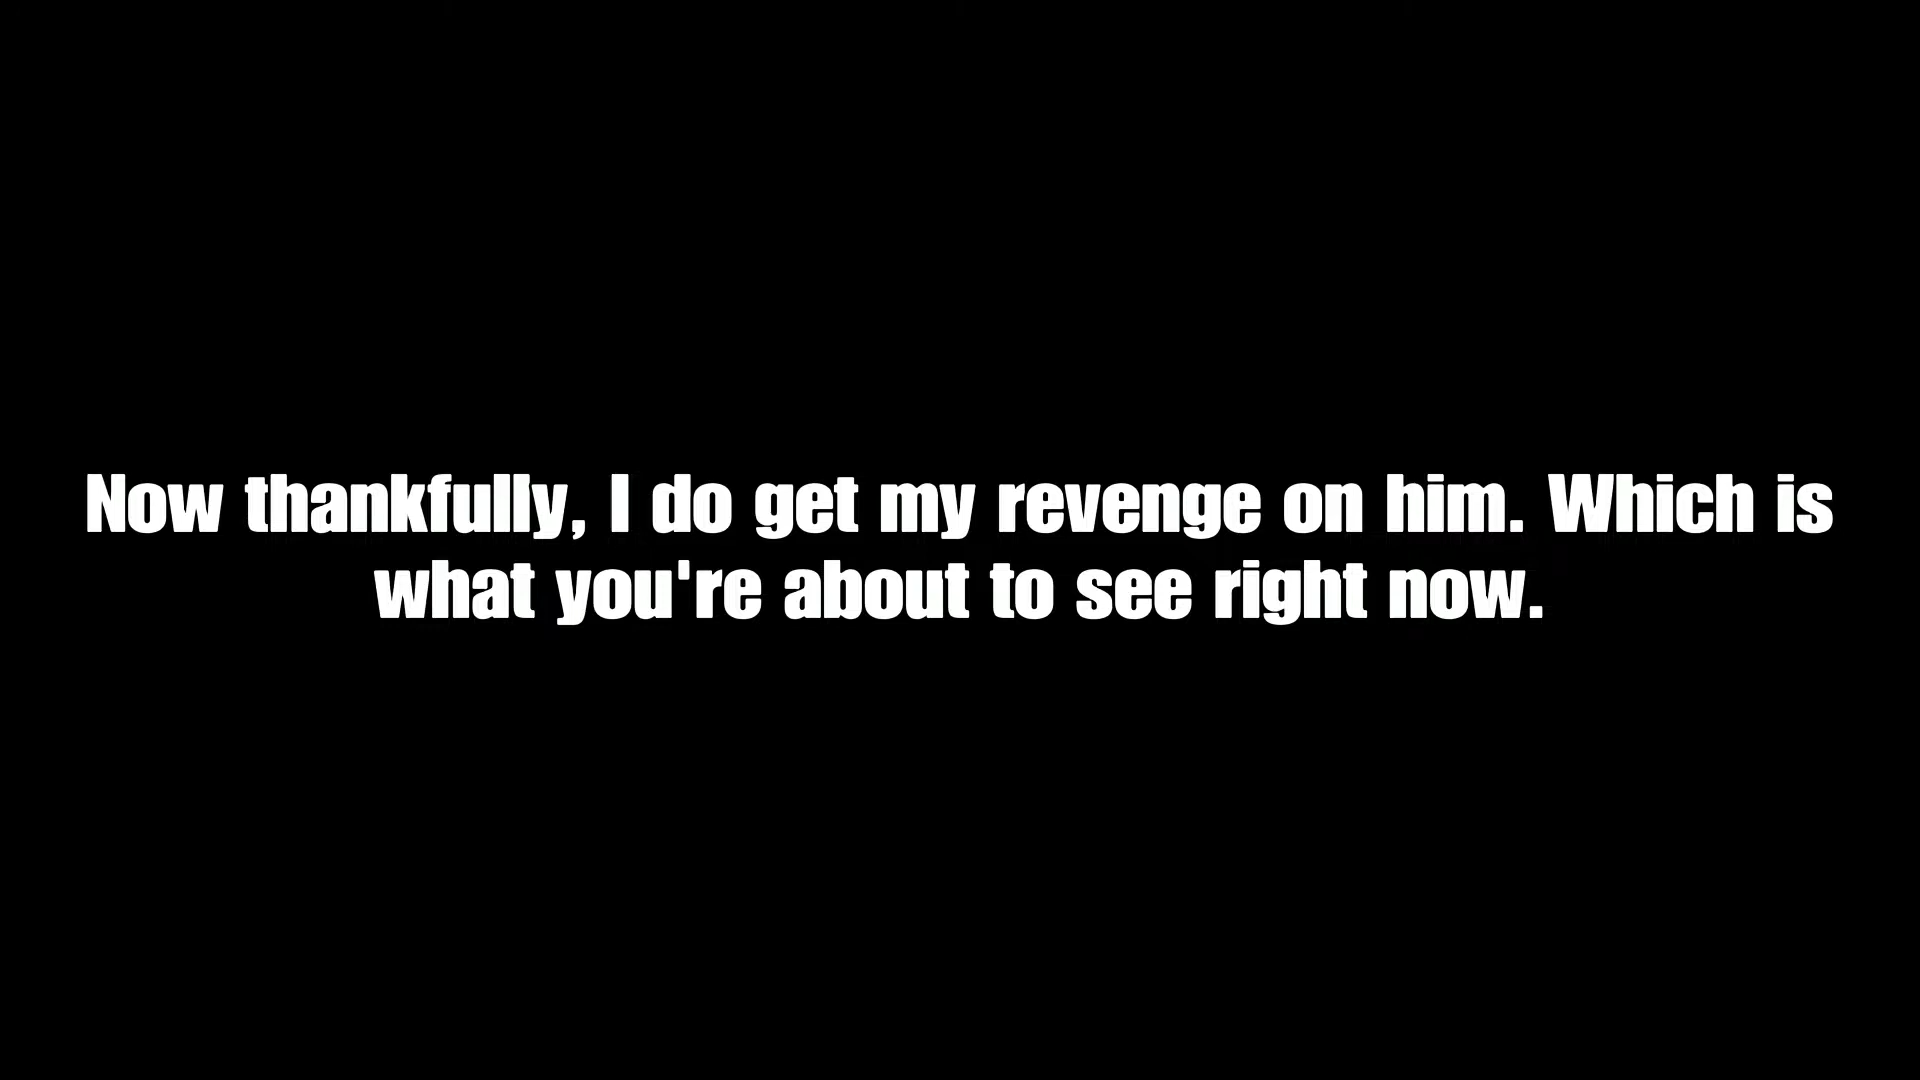 Now thankfully, I do get my revenge on him. Which is
what you're about to see right now.